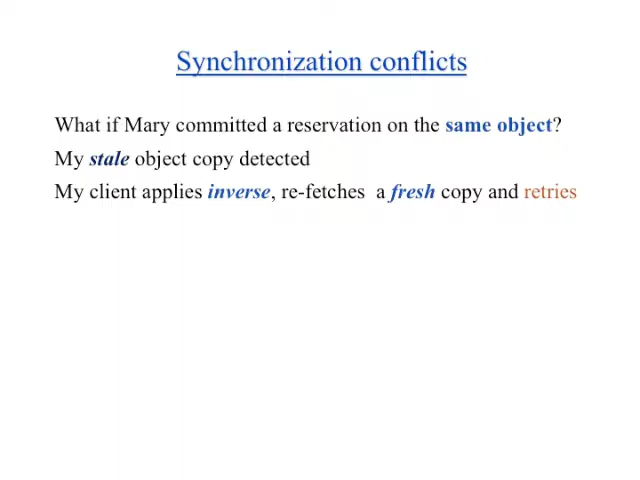 Synchronization conflicts
What if Mary committed a reservation on the same object?
My stale object copy detected
My client applies inverse, re-fetches a fresh copy and retries